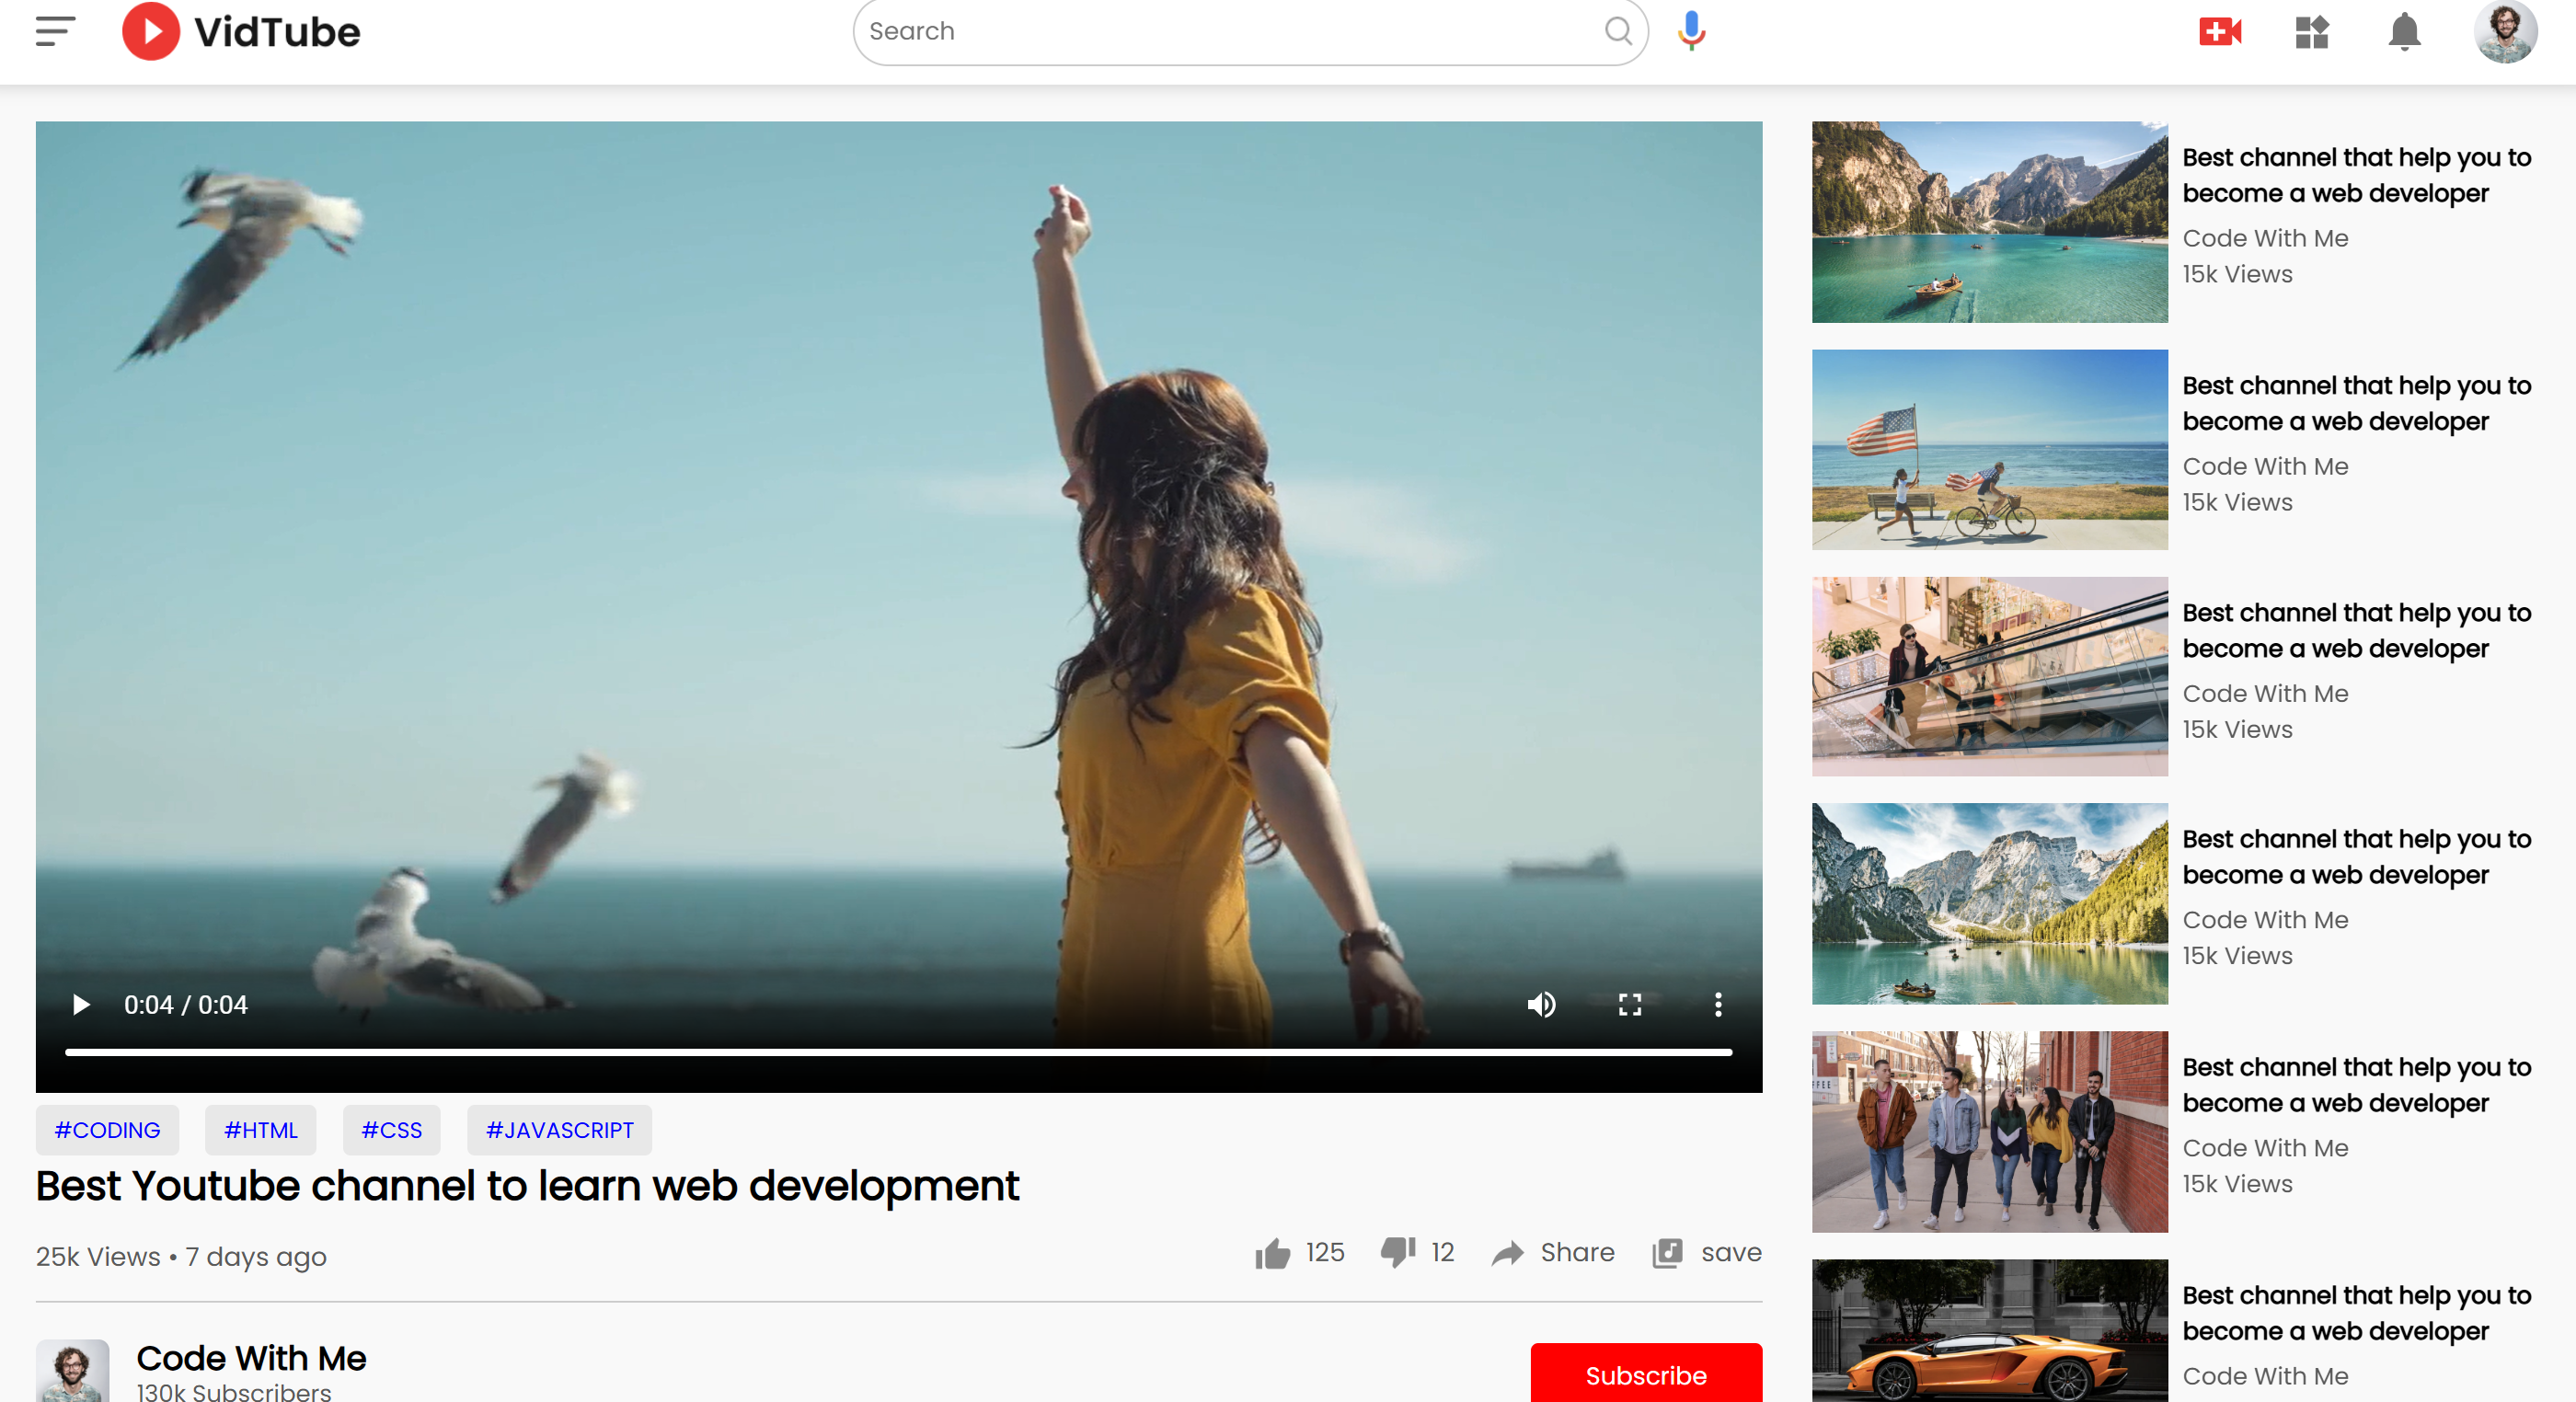 VidTube
Search
0:04 / 0:04
#CODING #HTML #CSS #JAVASCRIPT
Best Youtube channel to learn web development
25k Views • 7 days ago
125 12 Share save
Code With Me
130k Subscribers
Subscribe
Best channel that help you to
become a web developer
Code With Me
15k Views
Best channel that help you to
become a web developer
Code With Me
15k Views
Best channel that help you to
become a web developer
Code With Me
15k Views
Best channel that help you to
become a web developer
Code With Me
15k Views
Best channel that help you to
become a web developer
Code With Me
15k Views
Best channel that help you to
become a web developer
Code With Me